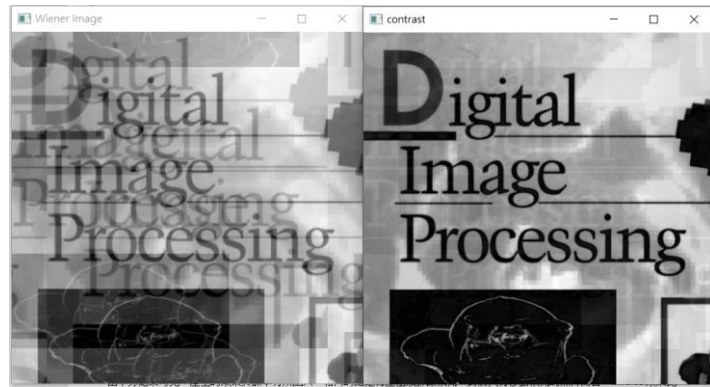 Wiener Image
contrast
Digital
Image
Processing
Digital
Image
Processing